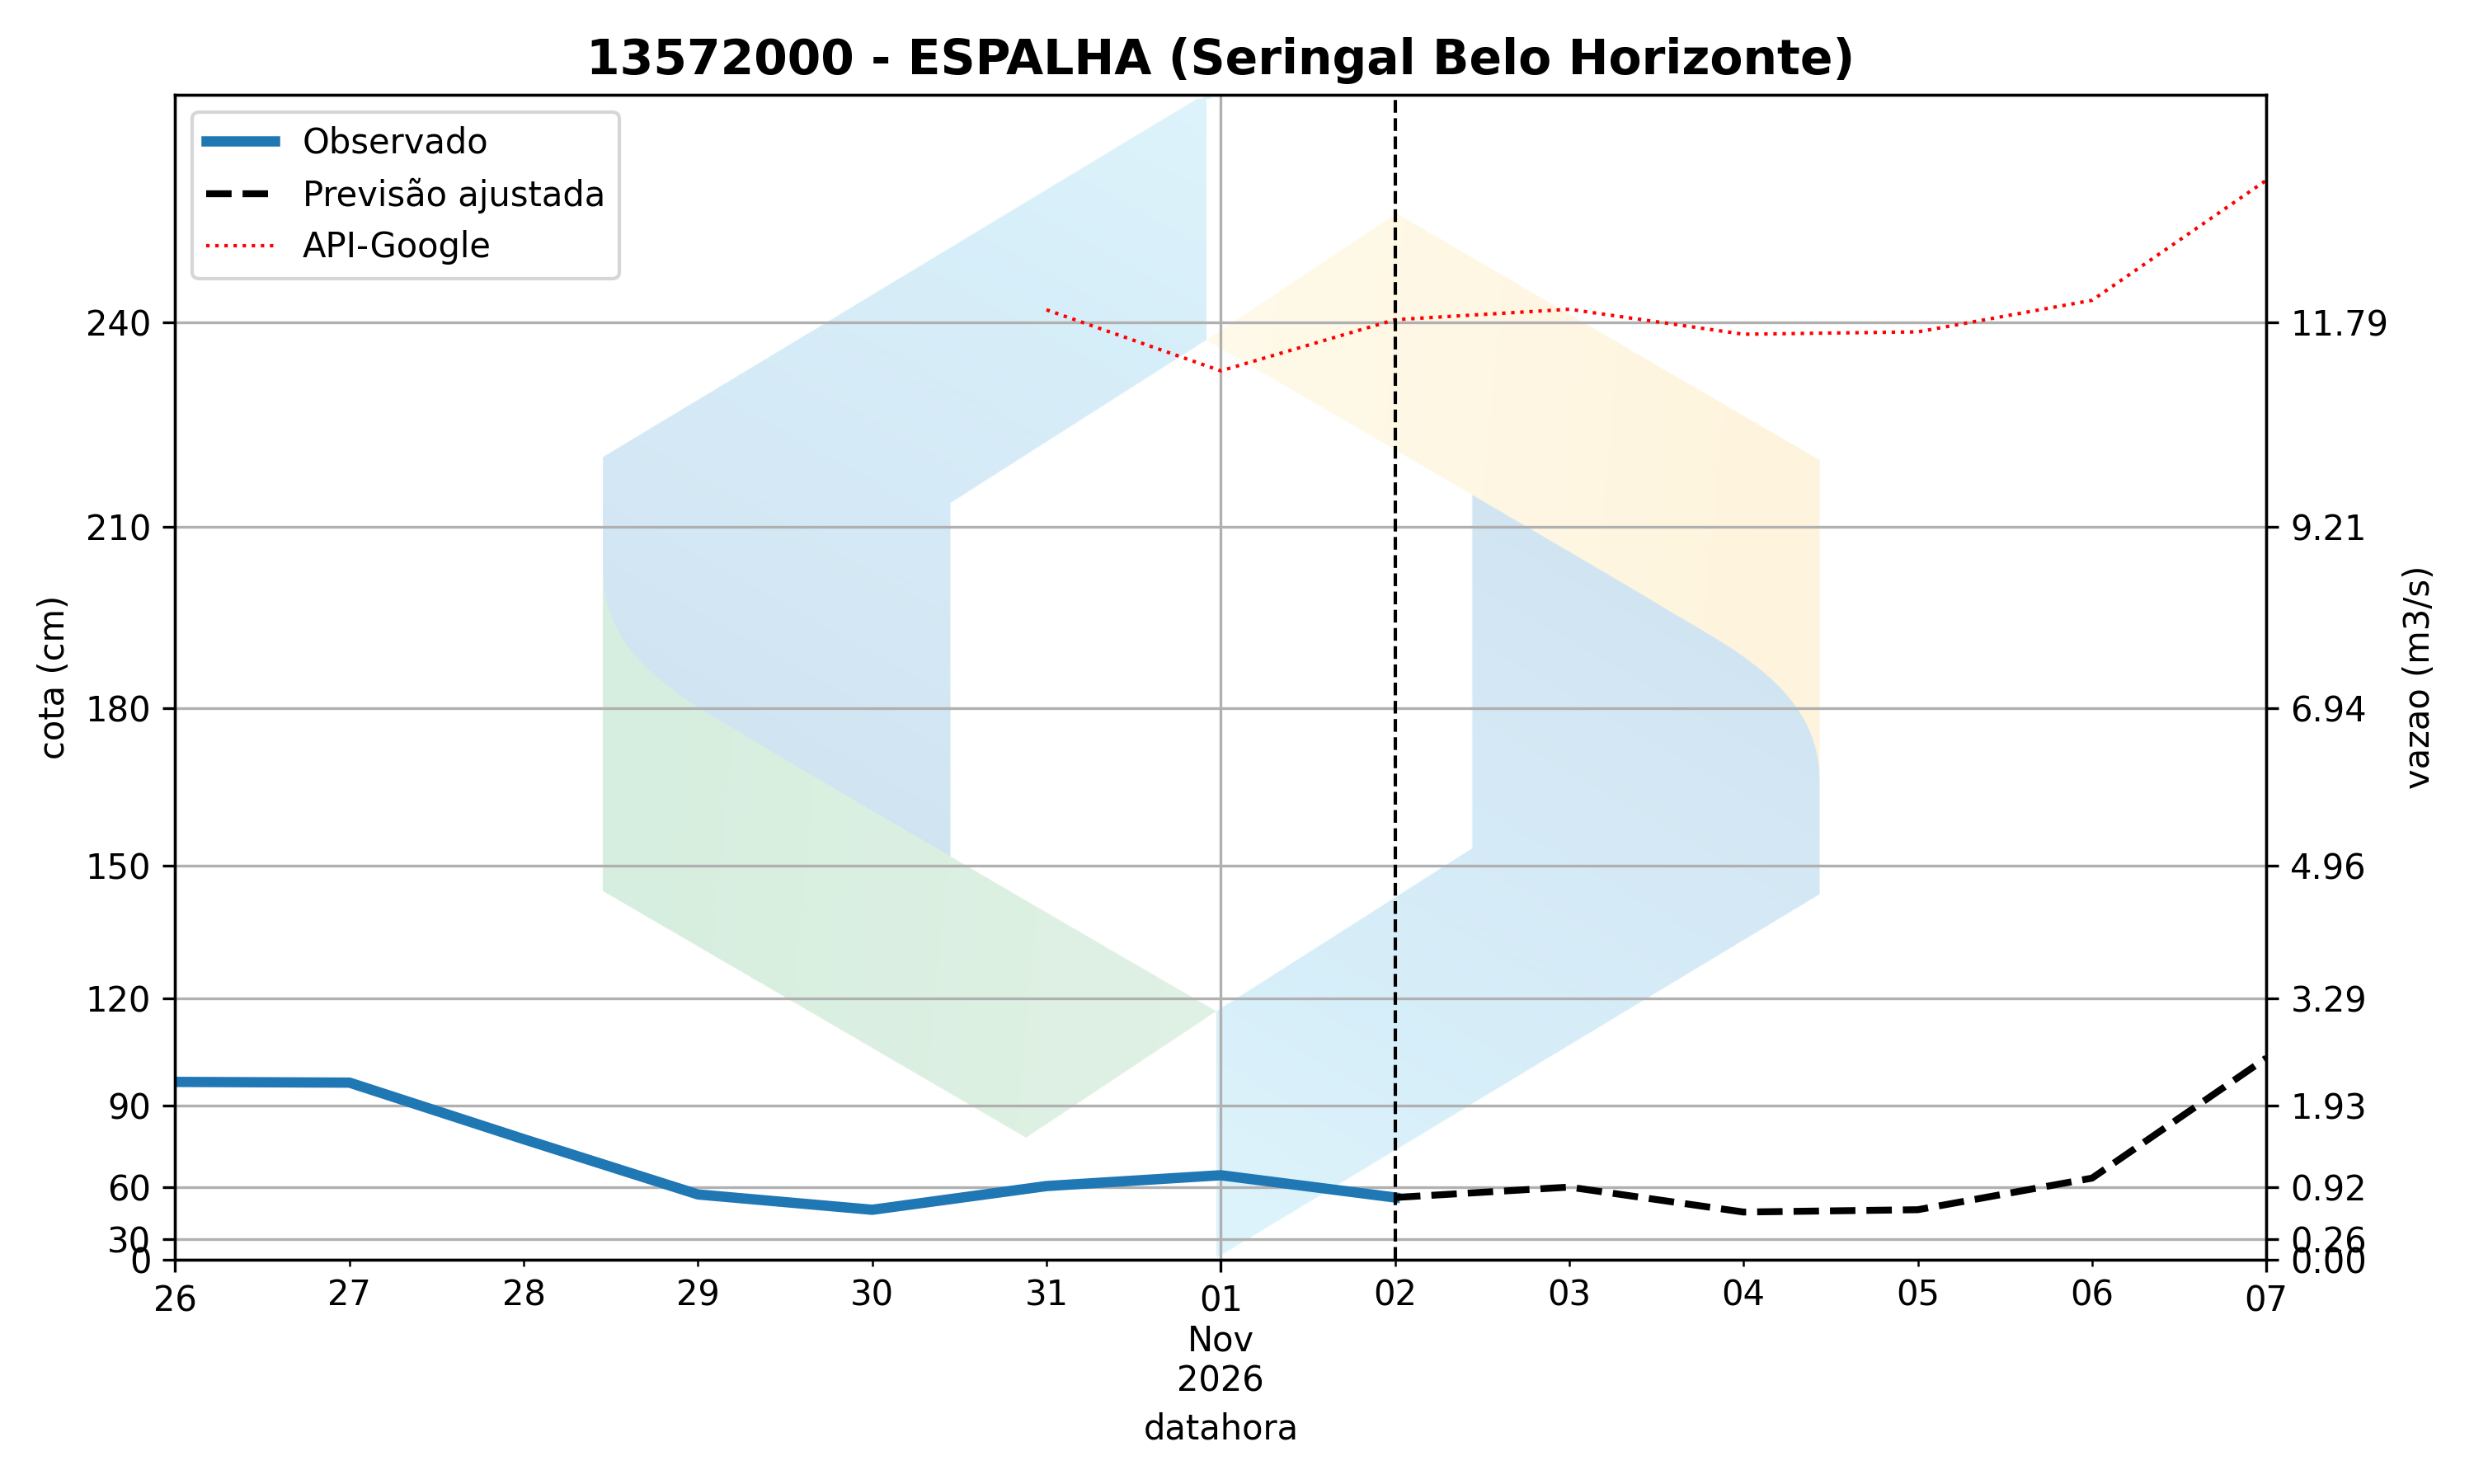 13572000 - ESPALHA (Seringal Belo Horizonte)
Observado
Previsão ajustada
API-Google
cota (cm)
240
210
180
150
120
90
60
30
0
11.79
9.21
6.94
4.96
3.29
1.93
0.92
0.26
0.00
vazao (m3/s)
26 27 28 29 30 31 01 02 03 04 05 06 07
Nov
2026
datahora